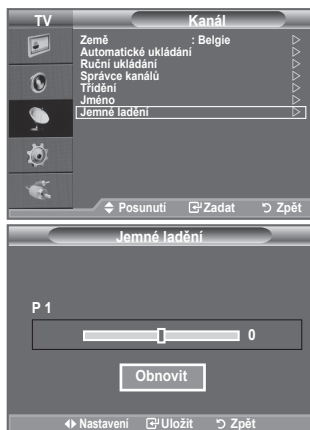 TV Kanál
Země : Belgie
Automatické ukládání
Ruční ukládání
Správce kanálů
Třídění
Jméno
Jemné ladění
Posunutí Zadat Zpět
Jemné ladění
P 1
0
Obnovit
Nastavení Uložit Zpět